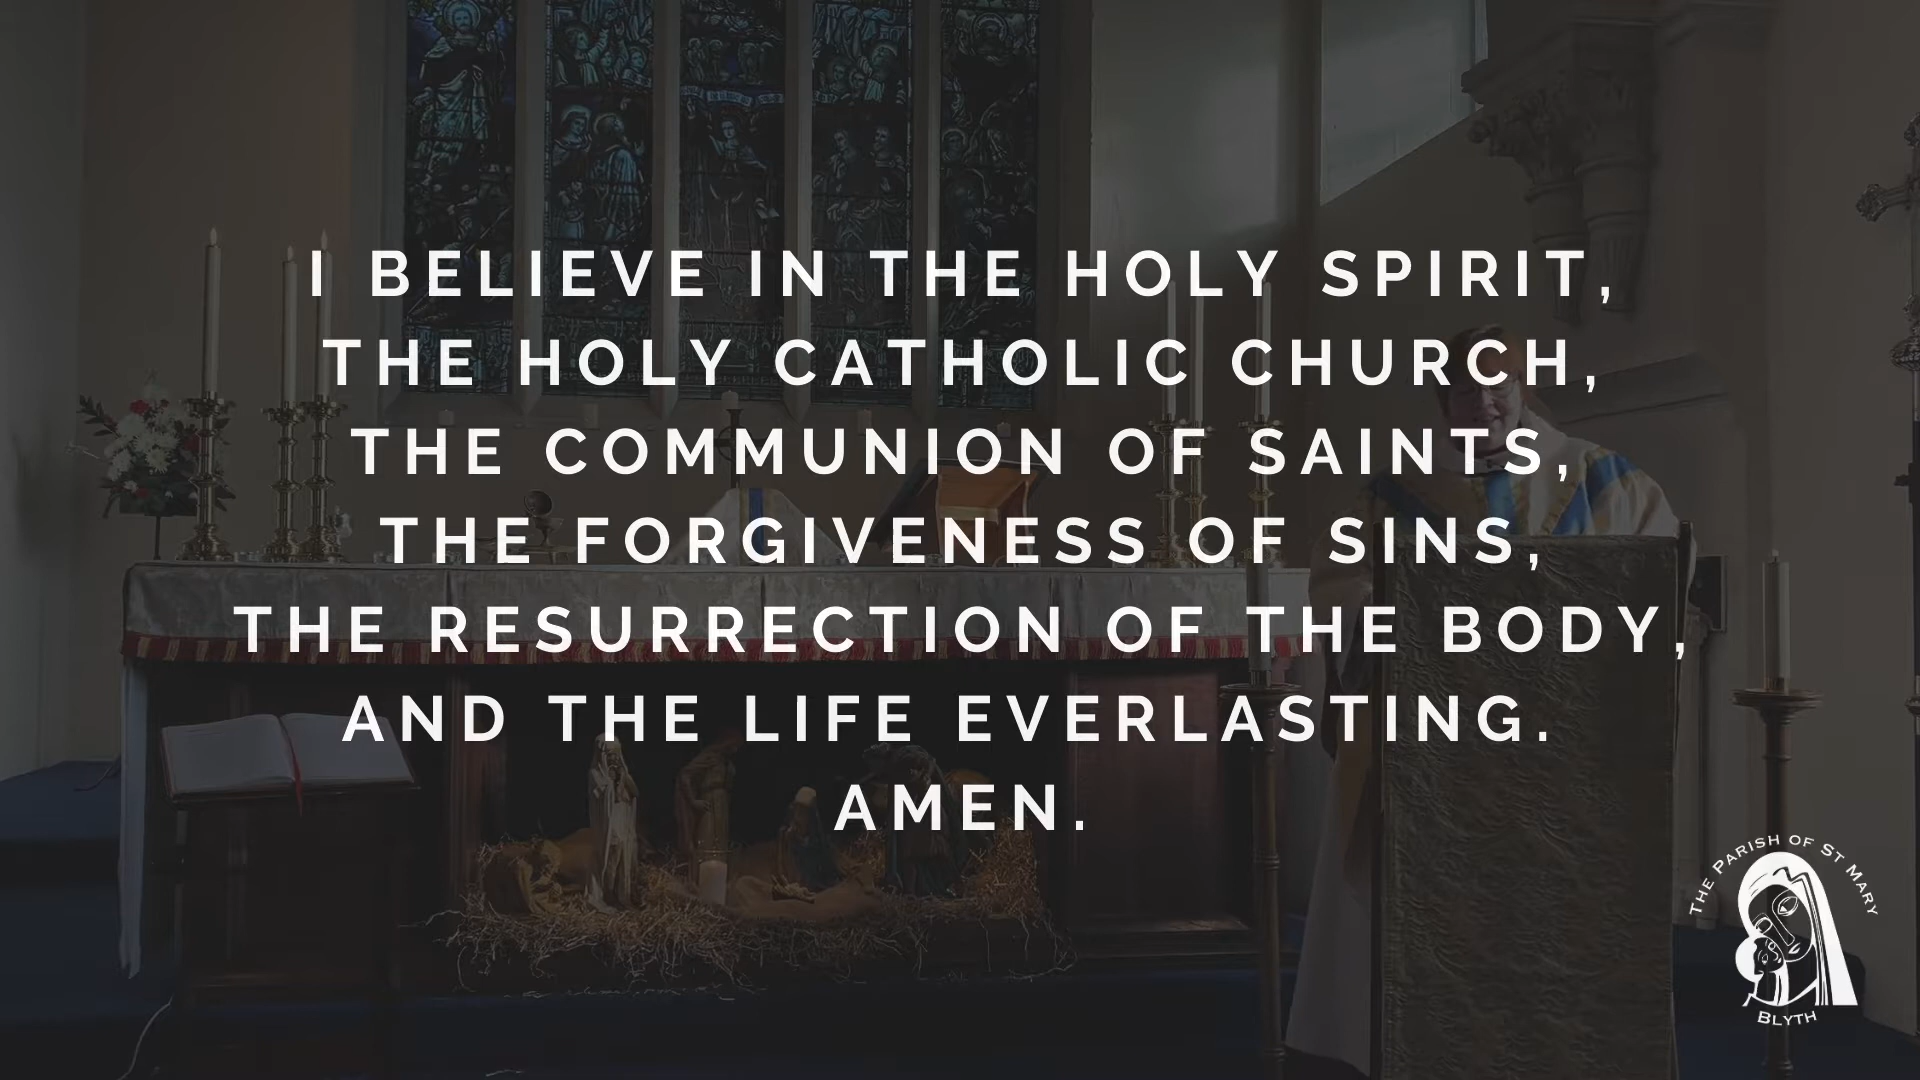 I BELIEVE IN THE HOLY SPIRIT,
THE HOLY CATHOLIC CHURCH,
THE COMMUNION OF SAINTS,
THE FORGIVENESS OF SINS,
THE RESURRECTION OF THE BODY,
AND THE LIFE EVERLASTING.
AMEN.
THE PARISH OF ST MARY
BLYTH